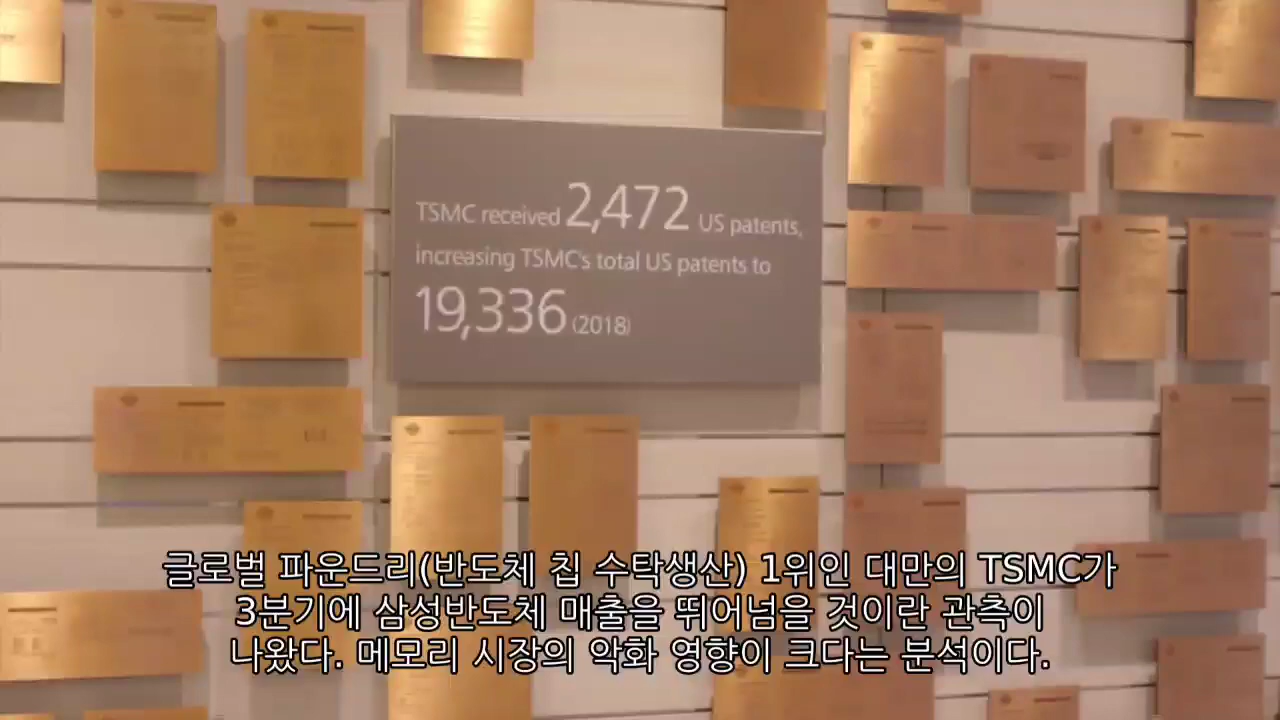 TSMC received 2,472 US patents,
increasing TSMC's total US patents to
19,336 (2018)
글로벌 파운드리(반도체 칩 수탁생산) 1위인 대만의 TSMC가
3분기에 삼성반도체 매출을 뛰어넘을 것이란 관측이
나왔다. 메모리 시장의 악화 영향이 크다는 분석이다.